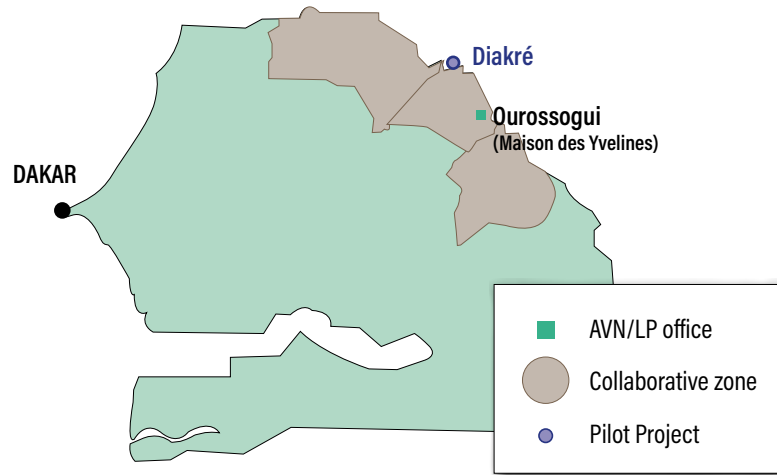 Diakré
Ourossogui
(Maison des Yvelines)
DAKAR
AVN/LP office
Collaborative zone
Pilot Project